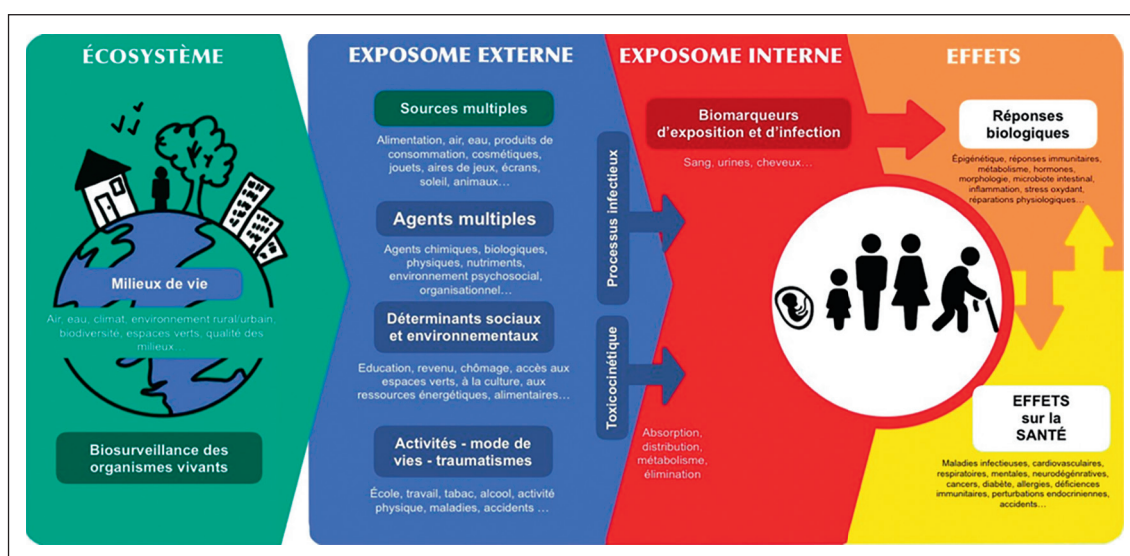 ÉCOSYSTÈME
Milieux de vie
Air, eau, climat, environnement rural/urbain,
biodiversité, espaces verts, qualité des
milieux...
Biosurveillance des
organismes vivants
EXPOSOME EXTERNE
Sources multiples
Alimentation, air, eau, produits de
consommation, cosmétiques,
jouets, aires de jeux, écrans,
soleil, animaux...
Agents multiples
Agents chimiques, biologiques,
physiques, nutriments,
environnement psychosocial,
organisationnel...
Déterminants sociaux
et environnementaux
Education, revenu, chômage, accès aux
espaces verts, à la culture, aux
ressources énergétiques, alimentaires...
Activités - mode de
vies - traumatismes
École, travail, tabac, alcool, activité
physique, maladies, accidents ...
Processus infectieux
Toxicocinétique
EXPOSOME INTERNE
Biomarqueurs
d'exposition et d'infection
Sang, urines, cheveux...
Absorption,
distribution,
métabolisme,
élimination
EFFETS
Réponses
biologiques
Épigénétique, réponses immunitaires,
métabolisme, hormones,
morphologie, microbiote intestinal,
inflammation, stress oxydant,
réparations physiologiques...
EFFETS
sur la
SANTÉ
Maladies infectieuses, cardiovasculaires,
respiratoires, mentales, neurodégénratives,
cancers, diabète, allergies, déficiences
immunitaires, perturbations endocriniennes,
accidents...